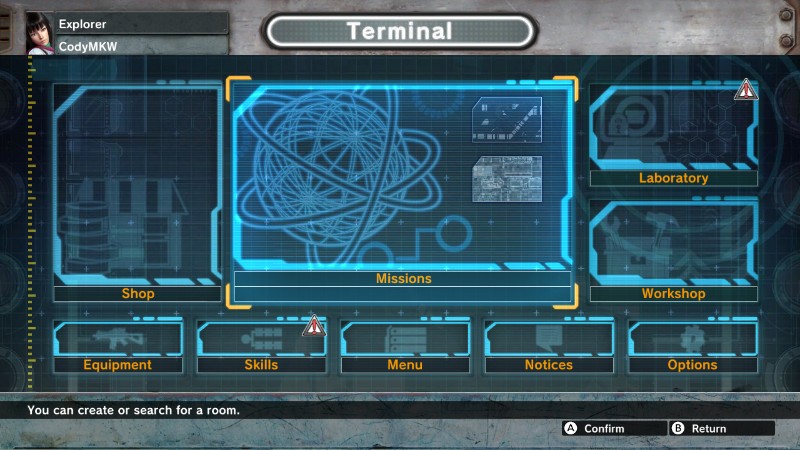 Explorer
CodyMKW
Terminal
Shop
Missions
Laboratory
Workshop
Equipment
Skills
Menu
Notices
Options
You can create or search for a room.
A Confirm
B Return